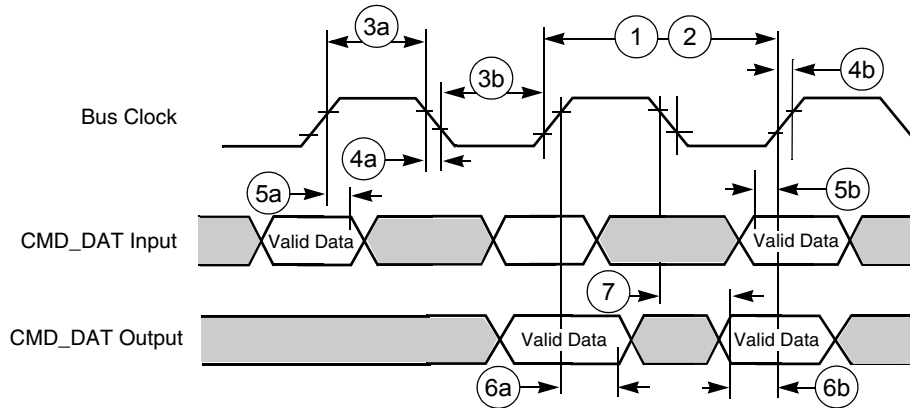 3a
1 2
3b
4b
Bus Clock
4a
5a
5b
CMD_DAT Input
Valid Data
Valid Data
7
CMD_DAT Output
Valid Data
Valid Data
6a
6b